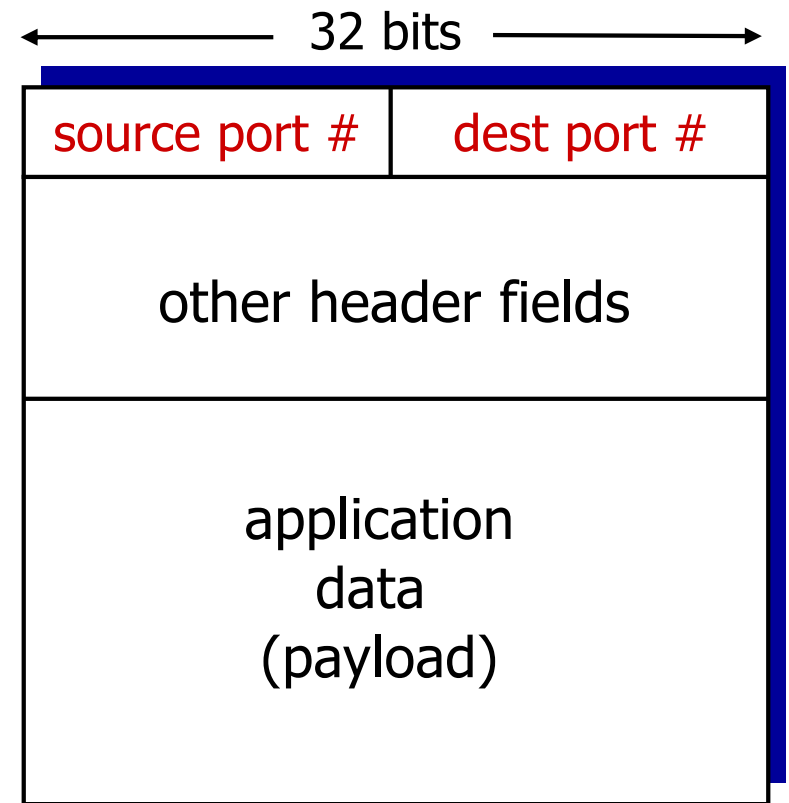 32 bits
source port # dest port #
other header fields
application
data
(payload)